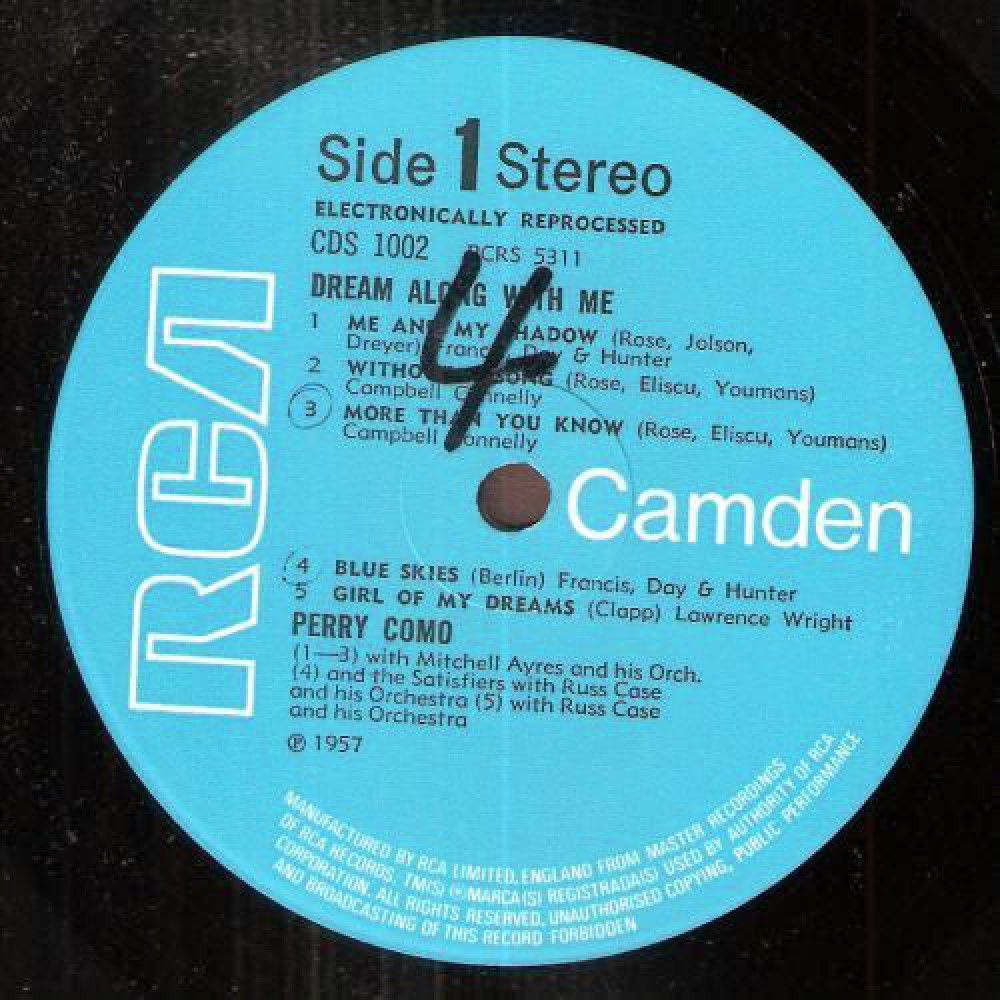 Side 1 Stereo
ELECTRONICALLY REPROCESSED
CDS 1002 CRS 5311
DREAM ALONG WITH ME
1 ME AND MY SHADOW (Rose, Jolson,
Dreyer) Francis, Day & Hunter
2 WITHOUT A SONG (Rose, Eliscu, Youmans)
Campbell Connelly
3 MORE THAN YOU KNOW (Rose, Eliscu, Youmans)
Campbell Connelly
4
RCA
Camden
4 BLUE SKIES (Berlin) Francis, Day & Hunter
5 GIRL OF MY DREAMS (Clapp) Lawrence Wright
PERRY COMO
(1—3) with Mitchell Ayres and his Orch.
(4) and the Satisfiers with Russ Case
and his Orchestra (5) with Russ Case
and his Orchestra
℗ 1957
MANUFACTURED BY RCA LIMITED, ENGLAND FROM MASTER RECORDINGS
OF RCA RECORDS. TM(S) ® MARCA(S) REGISTRADA(S) USED BY AUTHORITY OF RCA
CORPORATION. ALL RIGHTS RESERVED. UNAUTHORISED COPYING, PUBLIC PERFORMANCE
AND BROADCASTING OF THIS RECORD FORBIDDEN